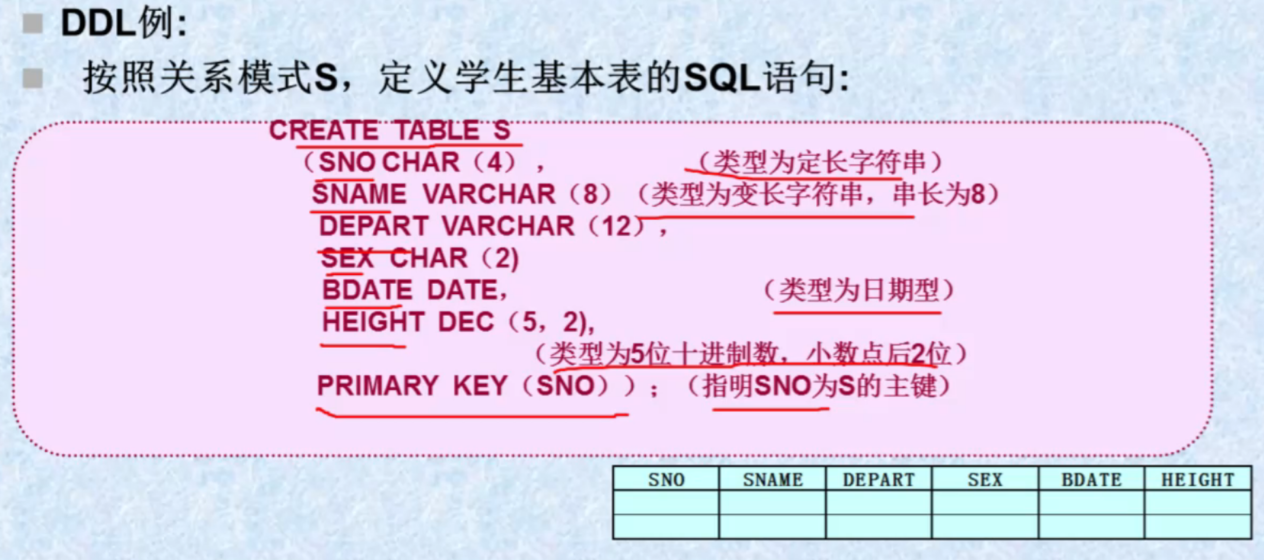 DDL例:
按照关系模式S，定义学生基本表的SQL语句:
CREATE TABLE S
（SNO CHAR（4），　　　（类型为定长字符串）
SNAME VARCHAR（8）（类型为变长字符串，串长为8）
DEPART VARCHAR（12），
SEX CHAR（2)
BDATE DATE，　　　（类型为日期型）
HEIGHT DEC（5，2),
（类型为5位十进制数，小数点后2位）
PRIMARY KEY（SNO））；（指明SNO为S的主键）
SNO SNAME DEPART SEX BDATE HEIGHT